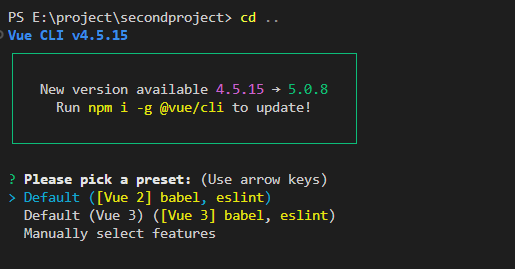 PS E:\project\secondproject> cd ..
Vue CLI v4.5.15
New version available 4.5.15 → 5.0.8
Run npm i -g @vue/cli to update!
? Please pick a preset: (Use arrow keys)
> Default ([Vue 2] babel, eslint)
Default (Vue 3) ([Vue 3] babel, eslint)
Manually select features